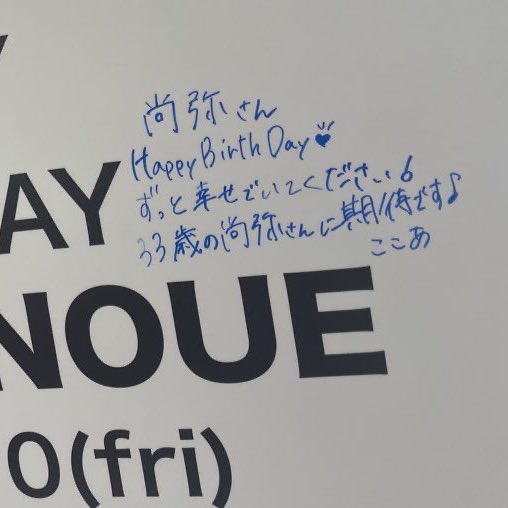 Y
尚弥さん
Happy Birth Day♥
ずっと幸せでいてください
AY
33歳の尚弥さんに期待です♪
ここあ
NOUE
0(fri)